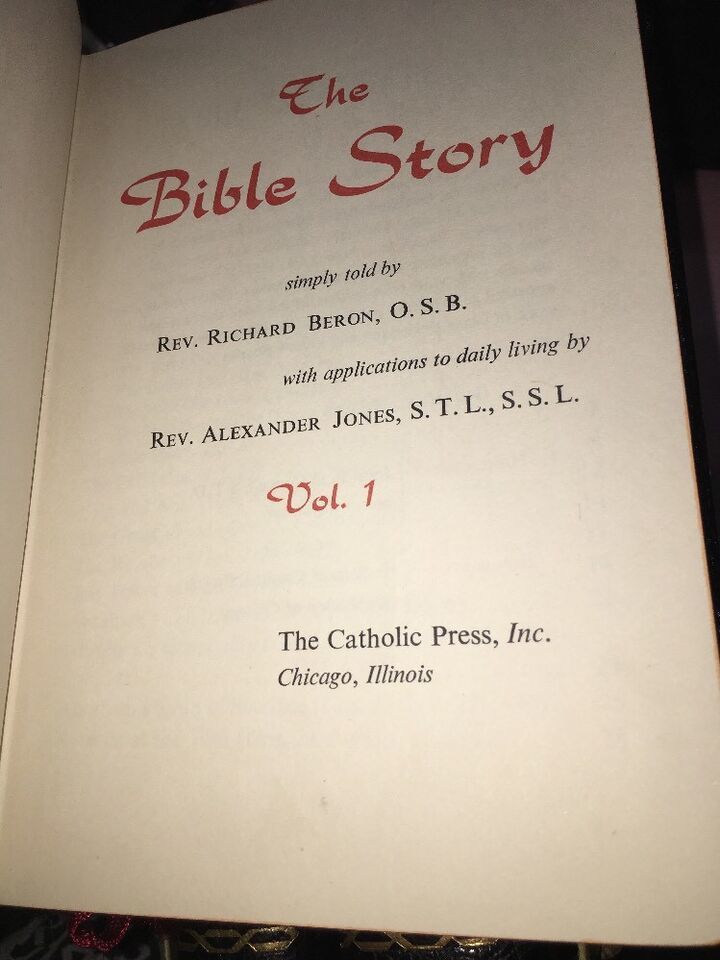 The
Bible Story
simply told by
REV. RICHARD BERON, O. S. B.
with applications to daily living by
REV. ALEXANDER JONES, S. T. L., S. S. L.
Vol. 1
The Catholic Press, Inc.
Chicago, Illinois